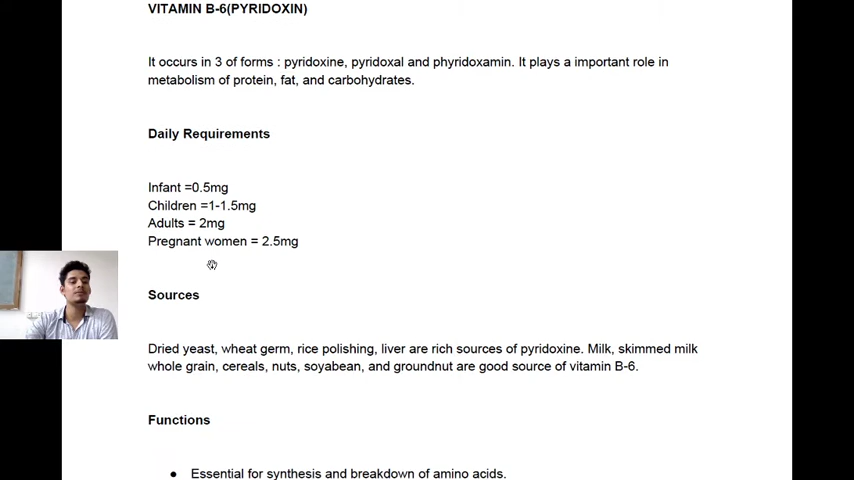 VITAMIN B-6(PYRIDOXIN)
It occurs in 3 of forms : pyridoxine, pyridoxal and phyridoxamin. It plays a important role in
metabolism of protein, fat, and carbohydrates.
Daily Requirements
Infant =0.5mg
Children =1-1.5mg
Adults = 2mg
Pregnant women = 2.5mg
Sources
Dried yeast, wheat germ, rice polishing, liver are rich sources of pyridoxine. Milk, skimmed milk
whole grain, cereals, nuts, soyabean, and groundnut are good source of vitamin B-6.
Functions
● Essential for synthesis and breakdown of amino acids.